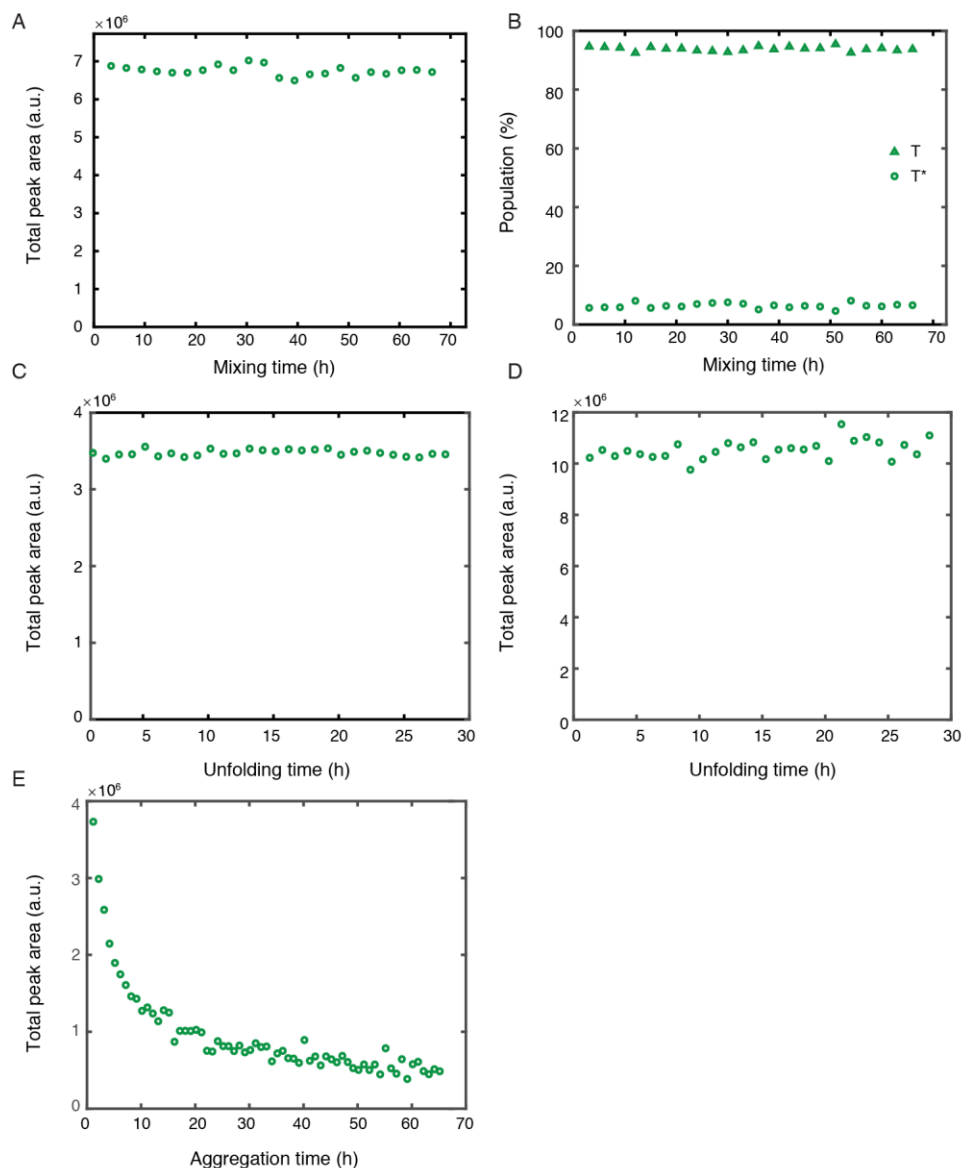 A
×10⁶
7
6
5
4
3
2
1
0
Total peak area (a.u.)
0 10 20 30 40 50 60 70
Mixing time (h)
B
100
80
60
40
20
0
Population (%)
T
T*
0 10 20 30 40 50 60 70
Mixing time (h)
C
×10⁶
4
3
2
1
0
Total peak area (a.u.)
0 5 10 15 20 25 30
Unfolding time (h)
D
×10⁶
12
10
8
6
4
2
0
Total peak area (a.u.)
0 5 10 15 20 25 30
Unfolding time (h)
E
×10⁶
4
3
2
1
0
Total peak area (a.u.)
0 10 20 30 40 50 60 70
Aggregation time (h)